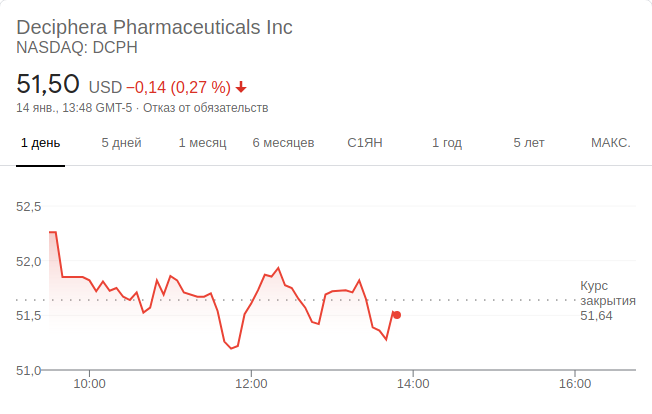 Deciphera Pharmaceuticals Inc
NASDAQ: DCPH
51,50 USD −0,14 (0,27 %)
14 янв., 13:48 GMT-5 · Отказ от обязательств
1 день 5 дней 1 месяц 6 месяцев С1ЯН 1 год 5 лет МАКС.
52,5
52,0
Курс
закрытия
51,64
51,5
51,0
10:00 12:00 14:00 16:00